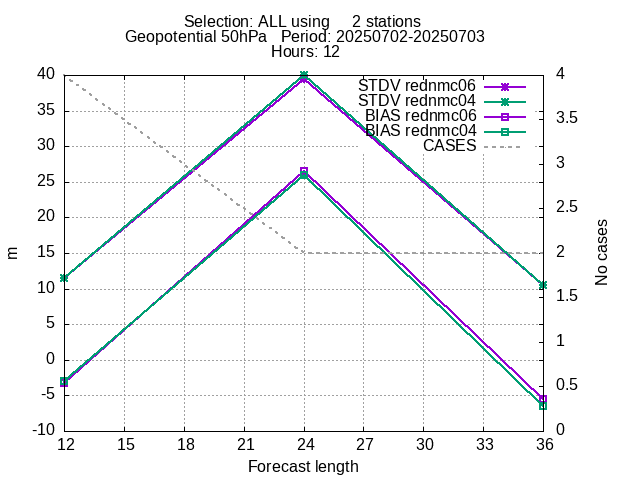 Selection: ALL using     2 stations
Geopotential 50hPa   Period: 20250702-20250703
Hours: 12
STDV rednmc06
STDV rednmc04
BIAS rednmc06
BIAS rednmc04
CASES
40
35
30
25
20
15
10
5
0
-5
-10
m
4
3.5
3
2.5
2
1.5
1
0.5
0
No cases
12 15 18 21 24 27 30 33 36
Forecast length